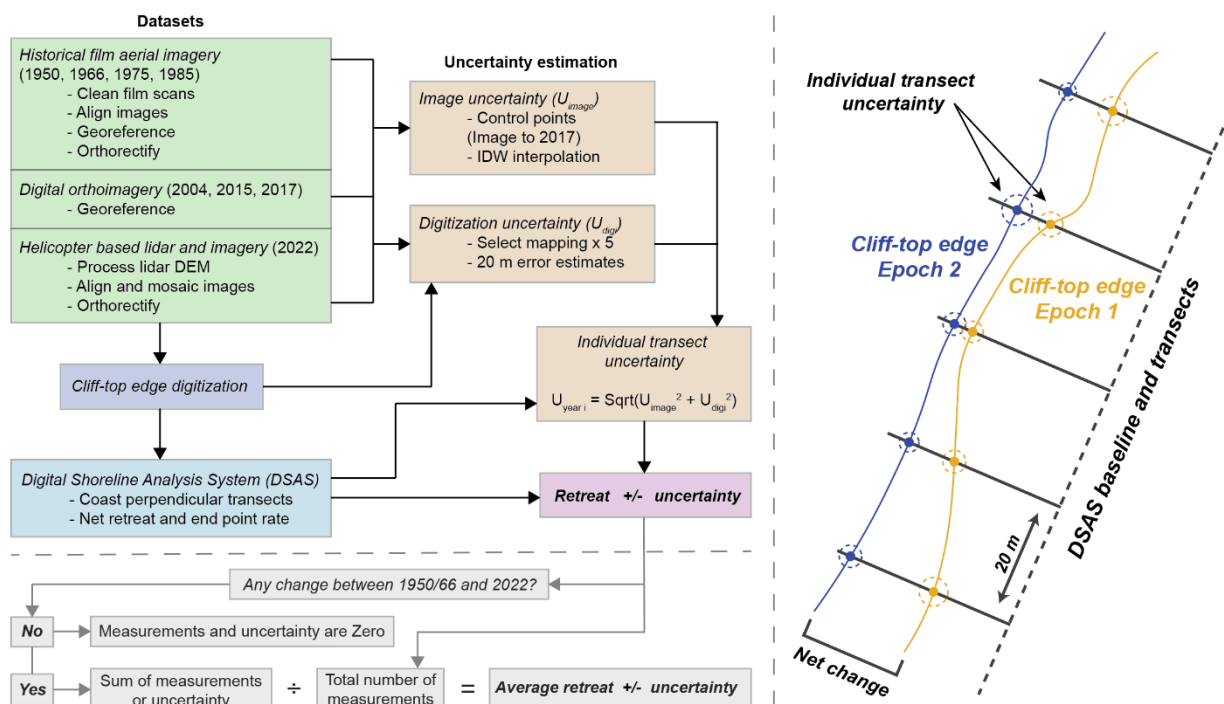 Datasets
Historical film aerial imagery
(1950, 1966, 1975, 1985)
- Clean film scans
- Align images
- Georeference
- Orthorectify
Digital orthoimagery (2004, 2015, 2017)
- Georeference
Helicopter based lidar and imagery (2022)
- Process lidar DEM
- Align and mosaic images
- Orthorectify
Cliff-top edge digitization
Digital Shoreline Analysis System (DSAS)
- Coast perpendicular transects
- Net retreat and end point rate
Uncertainty estimation
Image uncertainty (U_image)
- Control points
(Image to 2017)
- IDW interpolation
Digitization uncertainty (U_digi)
- Select mapping x 5
- 20 m error estimates
Individual transect
uncertainty
U_year i = Sqrt(U_image² + U_digi²)
Retreat +/- uncertainty
Any change between 1950/66 and 2022?
No
Measurements and uncertainty are Zero
Yes
Sum of measurements
or uncertainty
÷
Total number of
measurements
=
Average retreat +/- uncertainty
Individual transect
uncertainty
Cliff-top edge
Epoch 2
Cliff-top edge
Epoch 1
DSAS baseline and transects
20 m
Net change